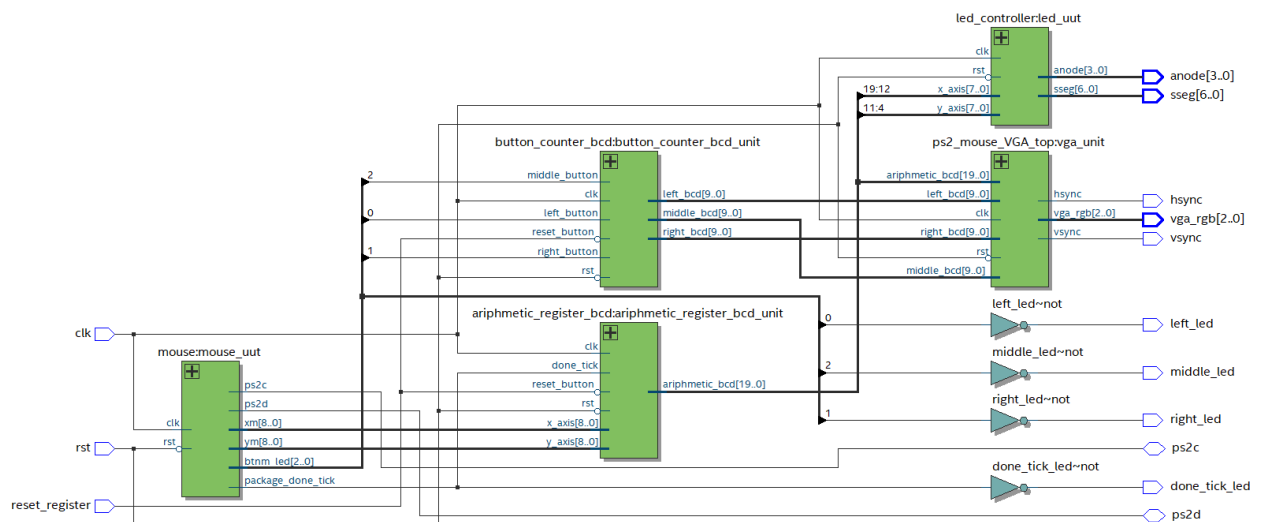 led_controller:led_uut
clk
rst
x_axis[7..0]
y_axis[7..0]
anode[3..0]
sseg[6..0]
anode[3..0]
sseg[6..0]
19:12
11:4
button_counter_bcd:button_counter_bcd_unit
middle_button
clk
left_button
reset_button
right_button
rst
left_bcd[9..0]
middle_bcd[9..0]
right_bcd[9..0]
2
0
1
ps2_mouse_VGA_top:vga_unit
ariphmetic_bcd[19..0]
left_bcd[9..0]
clk
right_bcd[9..0]
rst
middle_bcd[9..0]
hsync
vga_rgb[2..0]
vsync
hsync
vga_rgb[2..0]
vsync
ariphmetic_register_bcd:ariphmetic_register_bcd_unit
clk
done_tick
reset_button
rst
x_axis[8..0]
y_axis[8..0]
ariphmetic_bcd[19..0]
left_led~not
0
left_led
middle_led~not
2
middle_led
right_led~not
1
right_led
ps2c
done_tick_led~not
done_tick_led
ps2d
clk
mouse:mouse_uut
clk
rst
ps2c
ps2d
xm[8..0]
ym[8..0]
btnm_led[2..0]
package_done_tick
rst
reset_register